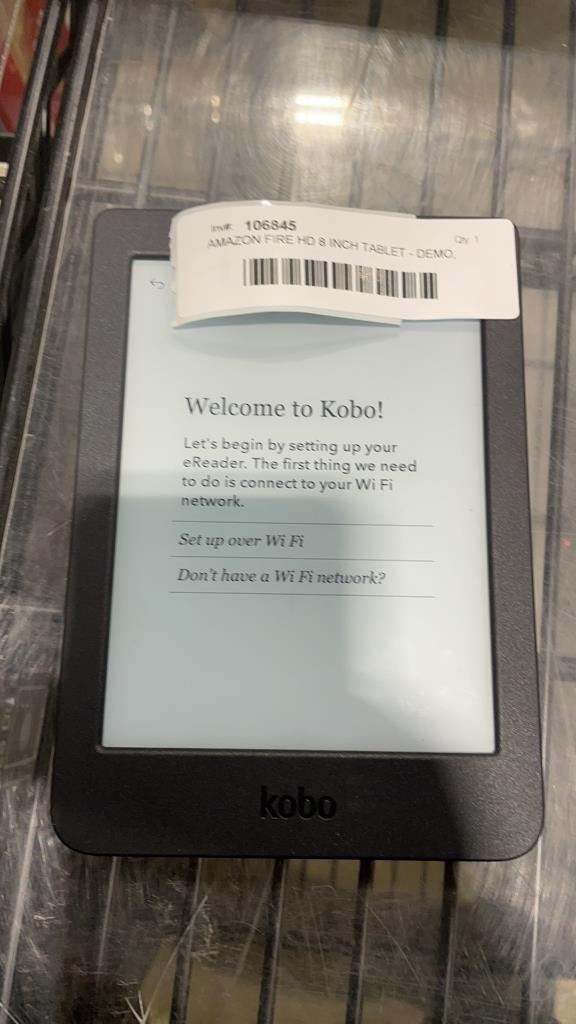 Inv#: 106845
AMAZON FIRE HD 8 INCH TABLET - DEMO,
Qty 1
Welcome to Kobo!
Let's begin by setting up your
eReader. The first thing we need
to do is connect to your Wi Fi
network.
Set up over Wi Fi
Don't have a Wi Fi network?
kobo